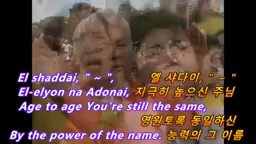 El shaddai, " ~ ", 엘 샤타이, " ~ "
El-elyon na Adonai, 지극히 높으신 주님
Age to age You're still the same,
영원토록 동일하신
By the power of the name. 능력의 그 이름